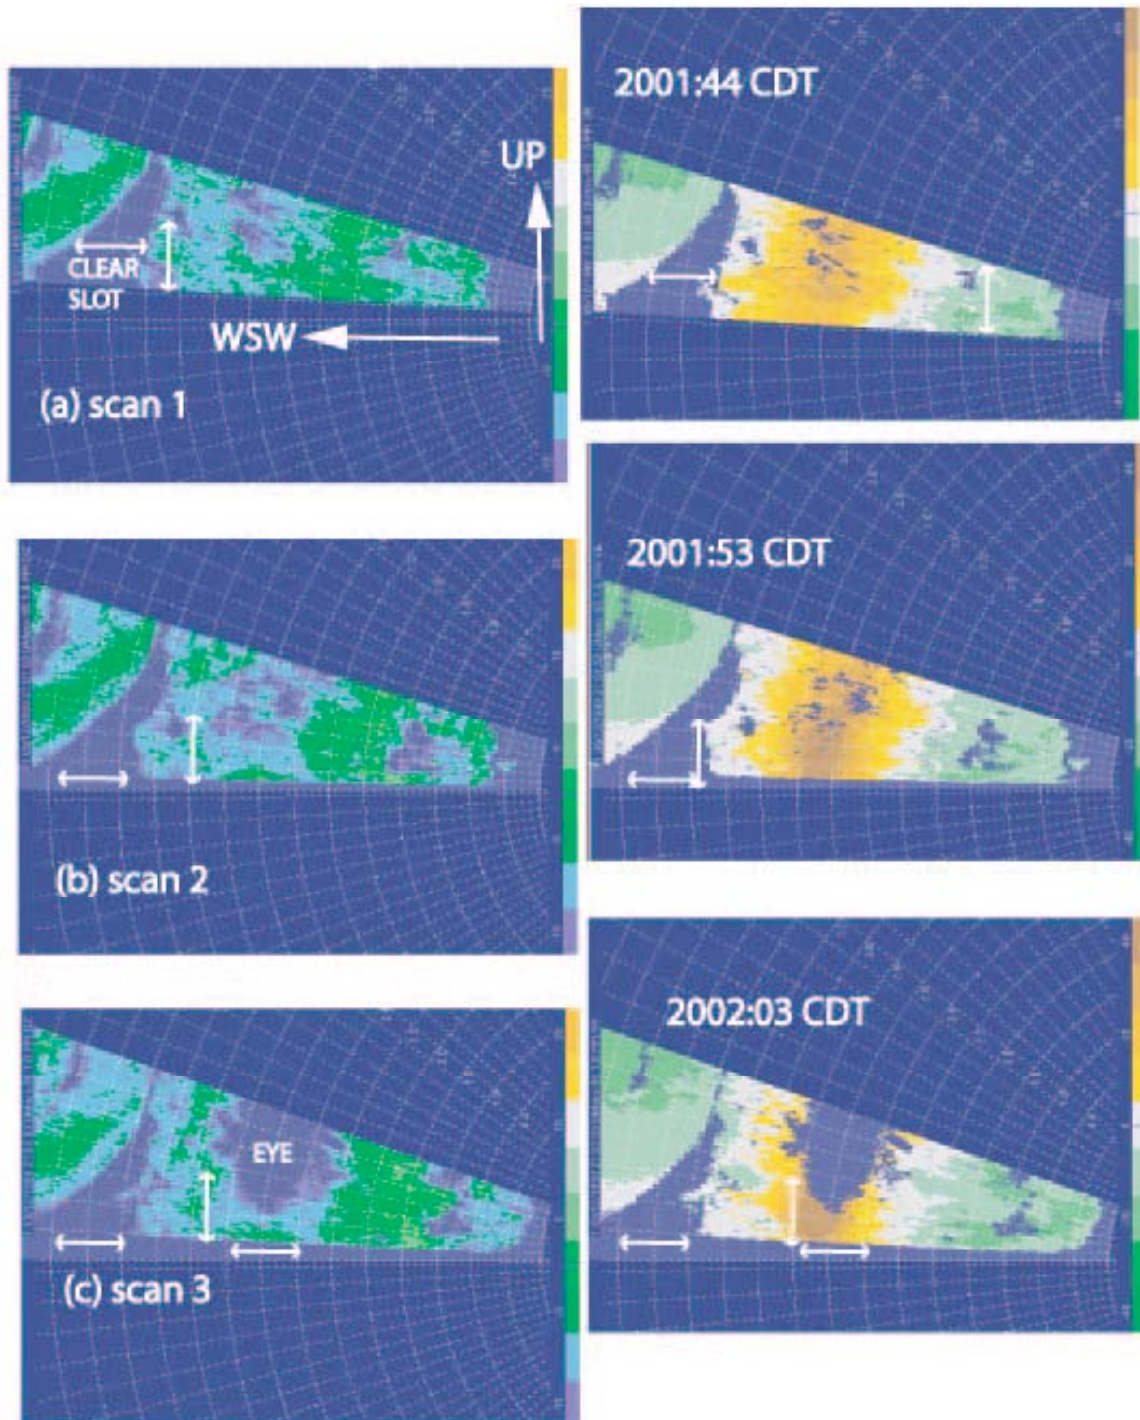 2001:44 CDT
UP
CLEAR
SLOT
WSW
(a) scan 1
2001:53 CDT
(b) scan 2
2002:03 CDT
EYE
(c) scan 3